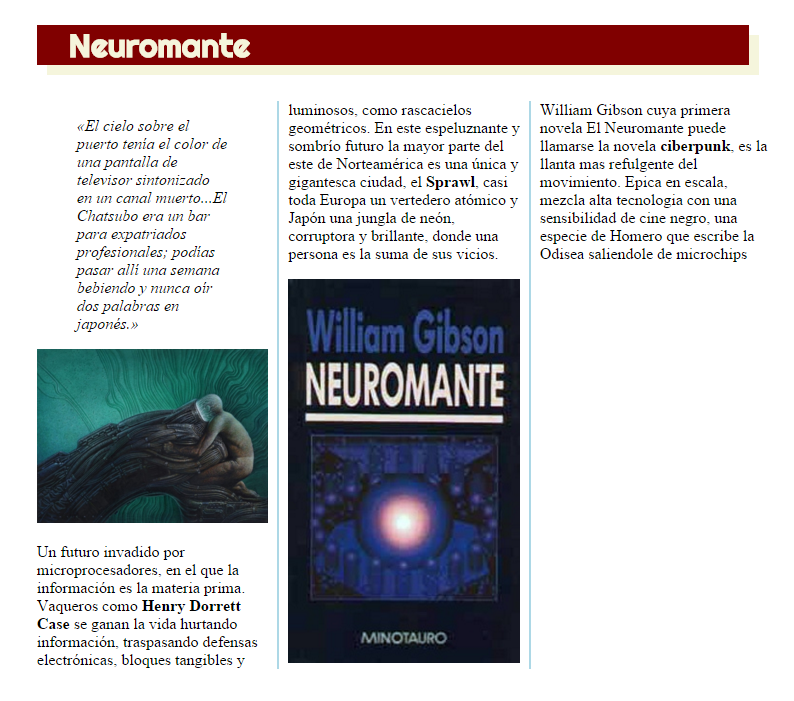 Neuromante
«El cielo sobre el
puerto tenía el color de
una pantalla de
televisor sintonizado
en un canal muerto...El
Chatsubo era un bar
para expatriados
profesionales; podías
pasar allí una semana
bebiendo y nunca oír
dos palabras en
japonés.»
Un futuro invadido por
microprocesadores, en el que la
información es la materia prima.
Vaqueros como Henry Dorrett
Case se ganan la vida hurtando
información, traspasando defensas
electrónicas, bloques tangibles y
luminosos, como rascacielos
geométricos. En este espeluznante y
sombrío futuro la mayor parte del
este de Norteamérica es una única y
gigantesca ciudad, el Sprawl, casi
toda Europa un vertedero atómico y
Japón una jungla de neón,
corruptora y brillante, donde una
persona es la suma de sus vicios.
William Gibson
NEUROMANTE
MINOTAURO
William Gibson cuya primera
novela El Neuromante puede
llamarse la novela ciberpunk, es la
llanta mas refulgente del
movimiento. Epica en escala,
mezcla alta tecnologia con una
sensibilidad de cine negro, una
especie de Homero que escribe la
Odisea saliendole de microchips